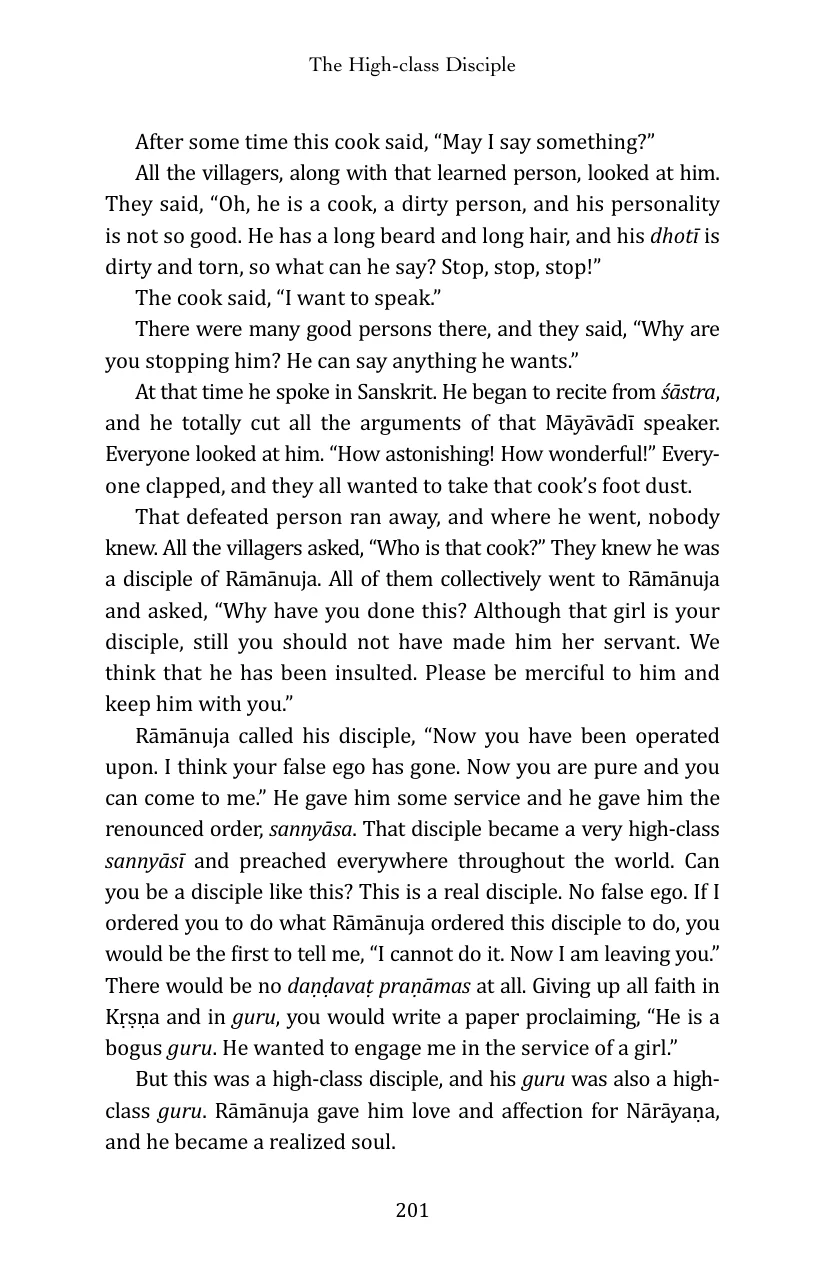 The High-class Disciple
After some time this cook said, “May I say something?”
All the villagers, along with that learned person, looked at him.
They said, “Oh, he is a cook, a dirty person, and his personality
is not so good. He has a long beard and long hair, and his dhotī is
dirty and torn, so what can he say? Stop, stop, stop!”
The cook said, “I want to speak.”
There were many good persons there, and they said, “Why are
you stopping him? He can say anything he wants.”
At that time he spoke in Sanskrit. He began to recite from śāstra,
and he totally cut all the arguments of that Māyāvādī speaker.
Everyone looked at him. “How astonishing! How wonderful!” Every-
one clapped, and they all wanted to take that cook’s foot dust.
That defeated person ran away, and where he went, nobody
knew. All the villagers asked, “Who is that cook?” They knew he was
a disciple of Rāmānuja. All of them collectively went to Rāmānuja
and asked, “Why have you done this? Although that girl is your
disciple, still you should not have made him her servant. We
think that he has been insulted. Please be merciful to him and
keep him with you.”
Rāmānuja called his disciple, “Now you have been operated
upon. I think your false ego has gone. Now you are pure and you
can come to me.” He gave him some service and he gave him the
renounced order, sannyāsa. That disciple became a very high-class
sannyāsī and preached everywhere throughout the world. Can
you be a disciple like this? This is a real disciple. No false ego. If I
ordered you to do what Rāmānuja ordered this disciple to do, you
would be the first to tell me, “I cannot do it. Now I am leaving you.”
There would be no daṇḍavaṭ praṇāmas at all. Giving up all faith in
Kṛṣṇa and in guru, you would write a paper proclaiming, “He is a
bogus guru. He wanted to engage me in the service of a girl.”
But this was a high-class disciple, and his guru was also a high-
class guru. Rāmānuja gave him love and affection for Nārāyaṇa,
and he became a realized soul.
201